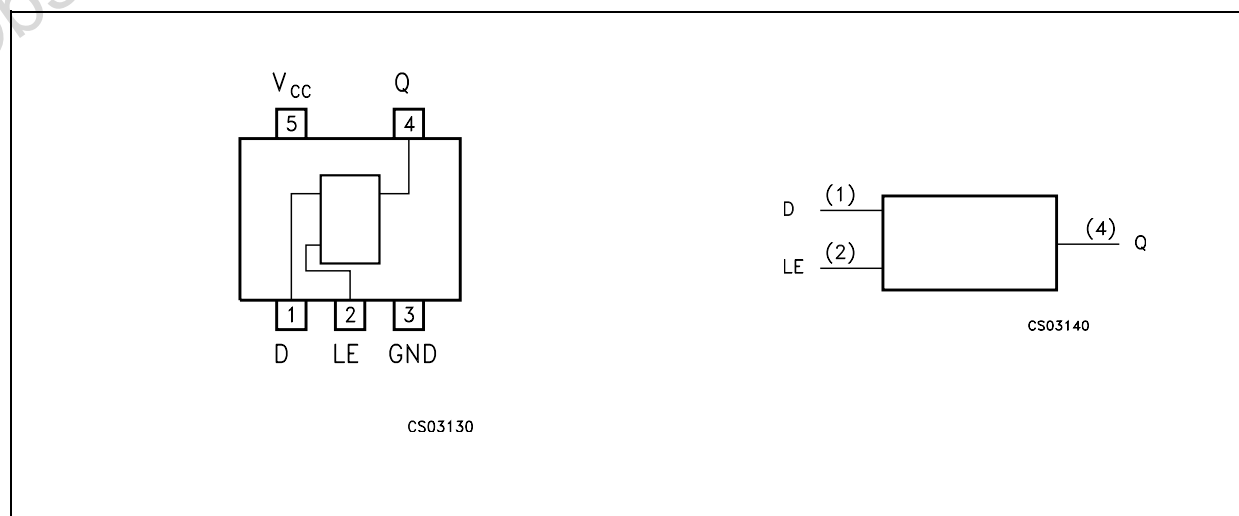 V CC Q
5 4
1 2 3
D LE GND
CS03130
D (1)
LE (2)
(4) Q
CS03140